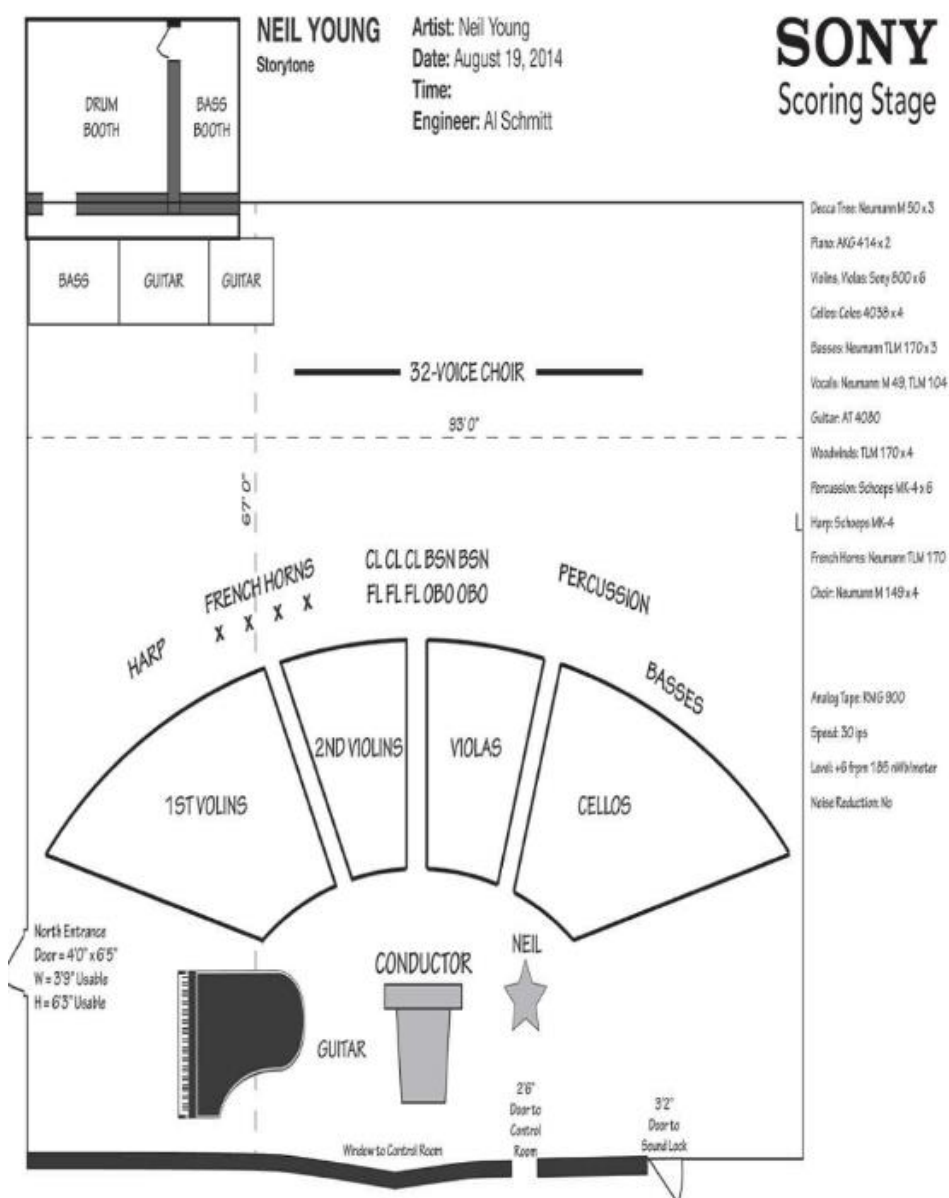 NEIL YOUNG
Storytone
Artist: Neil Young
Date: August 19, 2014
Time:
Engineer: Al Schmitt
SONY
Scoring Stage
DRUM
BOOTH
BASS
BOOTH
BASS
GUITAR
GUITAR
32-VOICE CHOIR
93' 0"
67' 0"
Decca Tree: Neumann M 50 x 3
Piano: AKG 414 x 2
Violins, Violas: Sony 800 x 6
Cellos: Coles 4038 x 4
Basses: Neumann TLM 170 x 3
Vocals: Neumann M 49, TLM 104
Guitar: AT 4080
Woodwinds: TLM 170 x 4
Percussion: Schoeps MK-4 x 6
Harp: Schoeps MK-4
French Horns: Neumann TLM 170
Choir: Neumann M 149 x 4
Analog Tape: RMG 900
Speed: 30 ips
Level: +6 frpm 185 nWb/meter
Noise Reduction: No
HARP
FRENCH HORNS
X X X X
CL CL CL BSN BSN
FL FL FL OBO OBO
PERCUSSION
BASSES
1ST VOLINS
2ND VIOLINS
VIOLAS
CELLOS
North Entrance
Door = 4'0" x 6'5"
W = 3'9" Usable
H = 6'3" Usable
CONDUCTOR
NEIL
GUITAR
Window to Control Room
2'6"
Door to
Control
Room
3'2"
Door to
Sound Lock